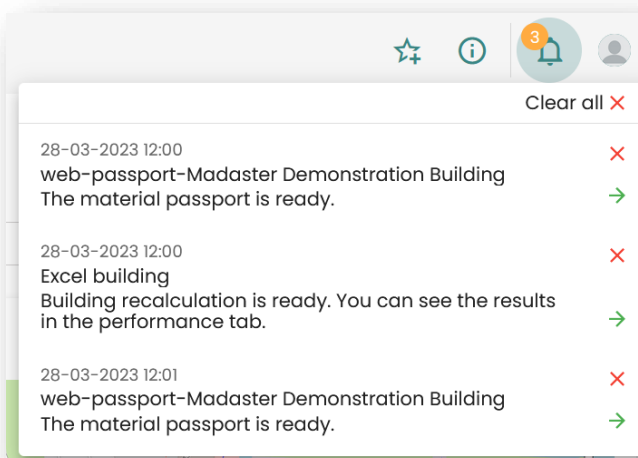 3
Clear all
28-03-2023 12:00
web-passport-Madaster Demonstration Building
The material passport is ready.
28-03-2023 12:00
Excel building
Building recalculation is ready. You can see the results
in the performance tab.
28-03-2023 12:01
web-passport-Madaster Demonstration Building
The material passport is ready.